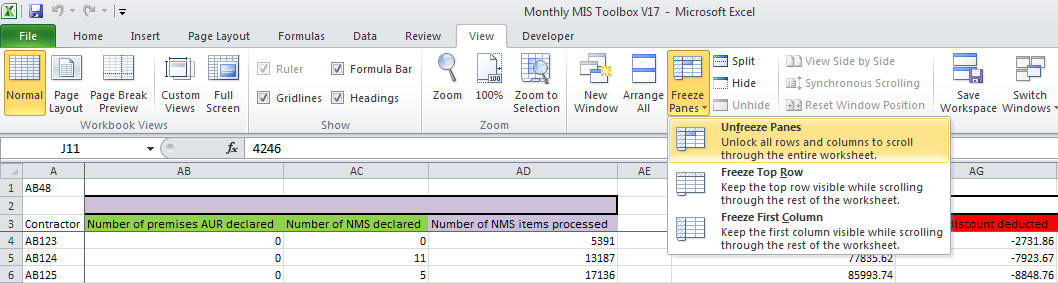 Monthly MIS Toolbox V17 - Microsoft Excel
File Home Insert Page Layout Formulas Data Review View Developer
Normal Page Layout Page Break Preview Custom Views Full Screen
Workbook Views
Ruler Formula Bar
Gridlines Headings
Show
Zoom 100% Zoom to Selection
Zoom
New Window Arrange All Freeze Panes
Split View Side by Side
Hide Synchronous Scrolling
Unhide Reset Window Position
Save Workspace Switch Windows
Unfreeze Panes
Unlock all rows and columns to scroll
through the entire worksheet.
Freeze Top Row
Keep the top row visible while scrolling
through the rest of the worksheet.
Freeze First Column
Keep the first column visible while scrolling
through the rest of the worksheet.
J11 fx 4246
A AB AC AD AE AG
1 AB48
2
3 Contractor Number of premises AUR declared Number of NMS declared Number of NMS items processed discount deducted
4 AB123 0 0 5391 -2731.86
5 AB124 0 11 13187 77835.62 -7923.67
6 AB125 0 5 17136 85993.74 -8848.76